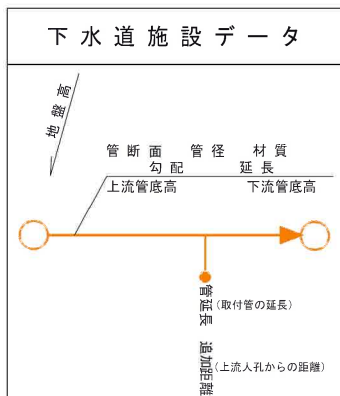 下水道施設データ
地盤高
管断面 管径 材質
勾配 延長
上流管底高 下流管底高
管延長 (取付管の延長)
追加距離 (上流人孔からの距離)